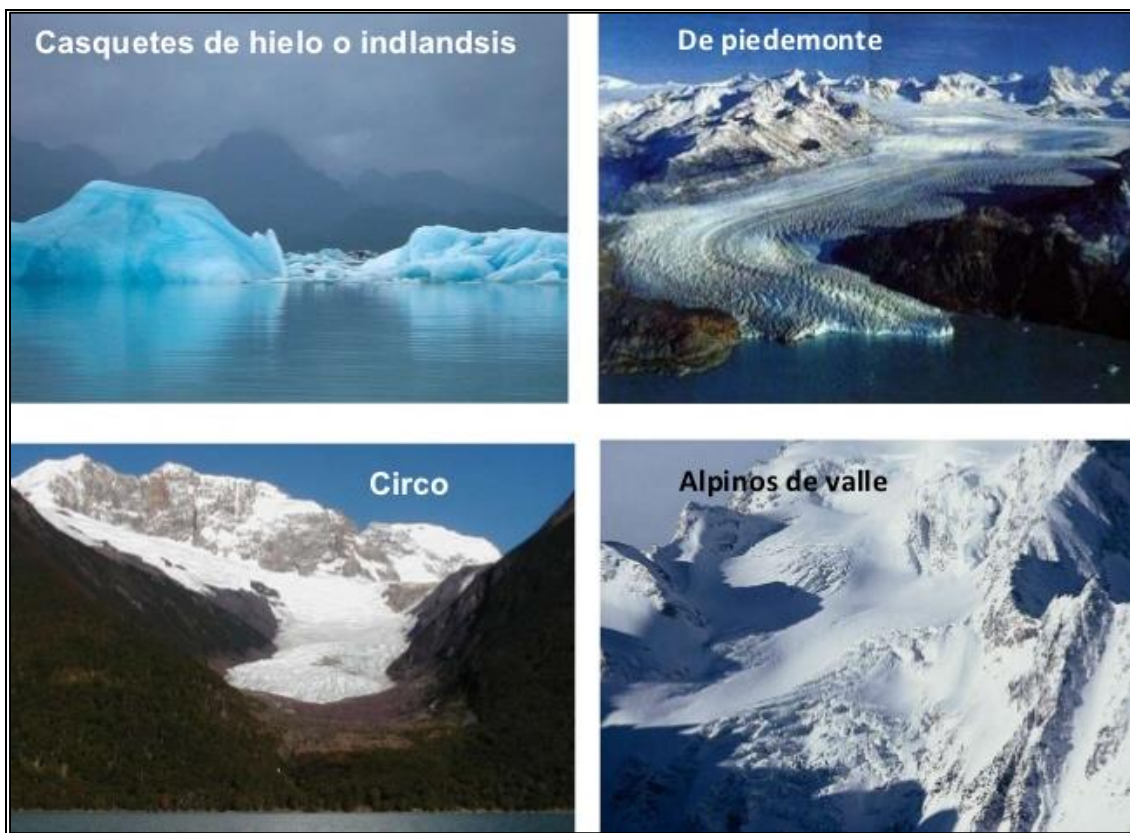 Casquetes de hielo o indlandsis
De piedemonte
Circo
Alpinos de valle